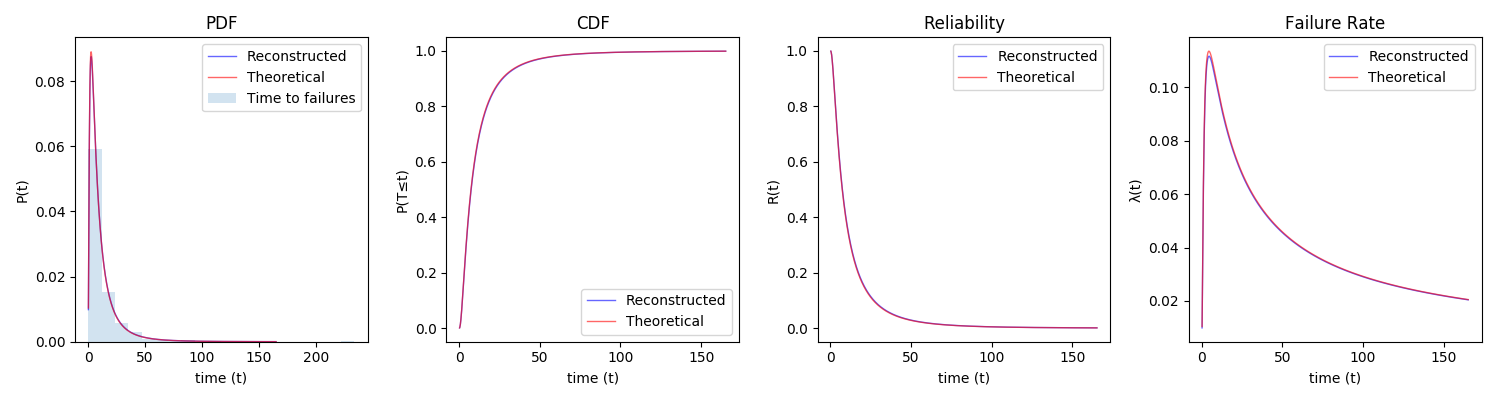 PDF
Reconstructed
Theoretical
Time to failures
P(t)
0.08
0.06
0.04
0.02
0.00
0 50 100 150 200
time (t)
CDF
P(T≤t)
1.0
0.8
0.6
0.4
0.2
0.0
Reconstructed
Theoretical
0 50 100 150
time (t)
Reliability
Reconstructed
Theoretical
R(t)
1.0
0.8
0.6
0.4
0.2
0.0
0 50 100 150
time (t)
Failure Rate
Reconstructed
Theoretical
λ(t)
0.10
0.08
0.06
0.04
0.02
0 50 100 150
time (t)